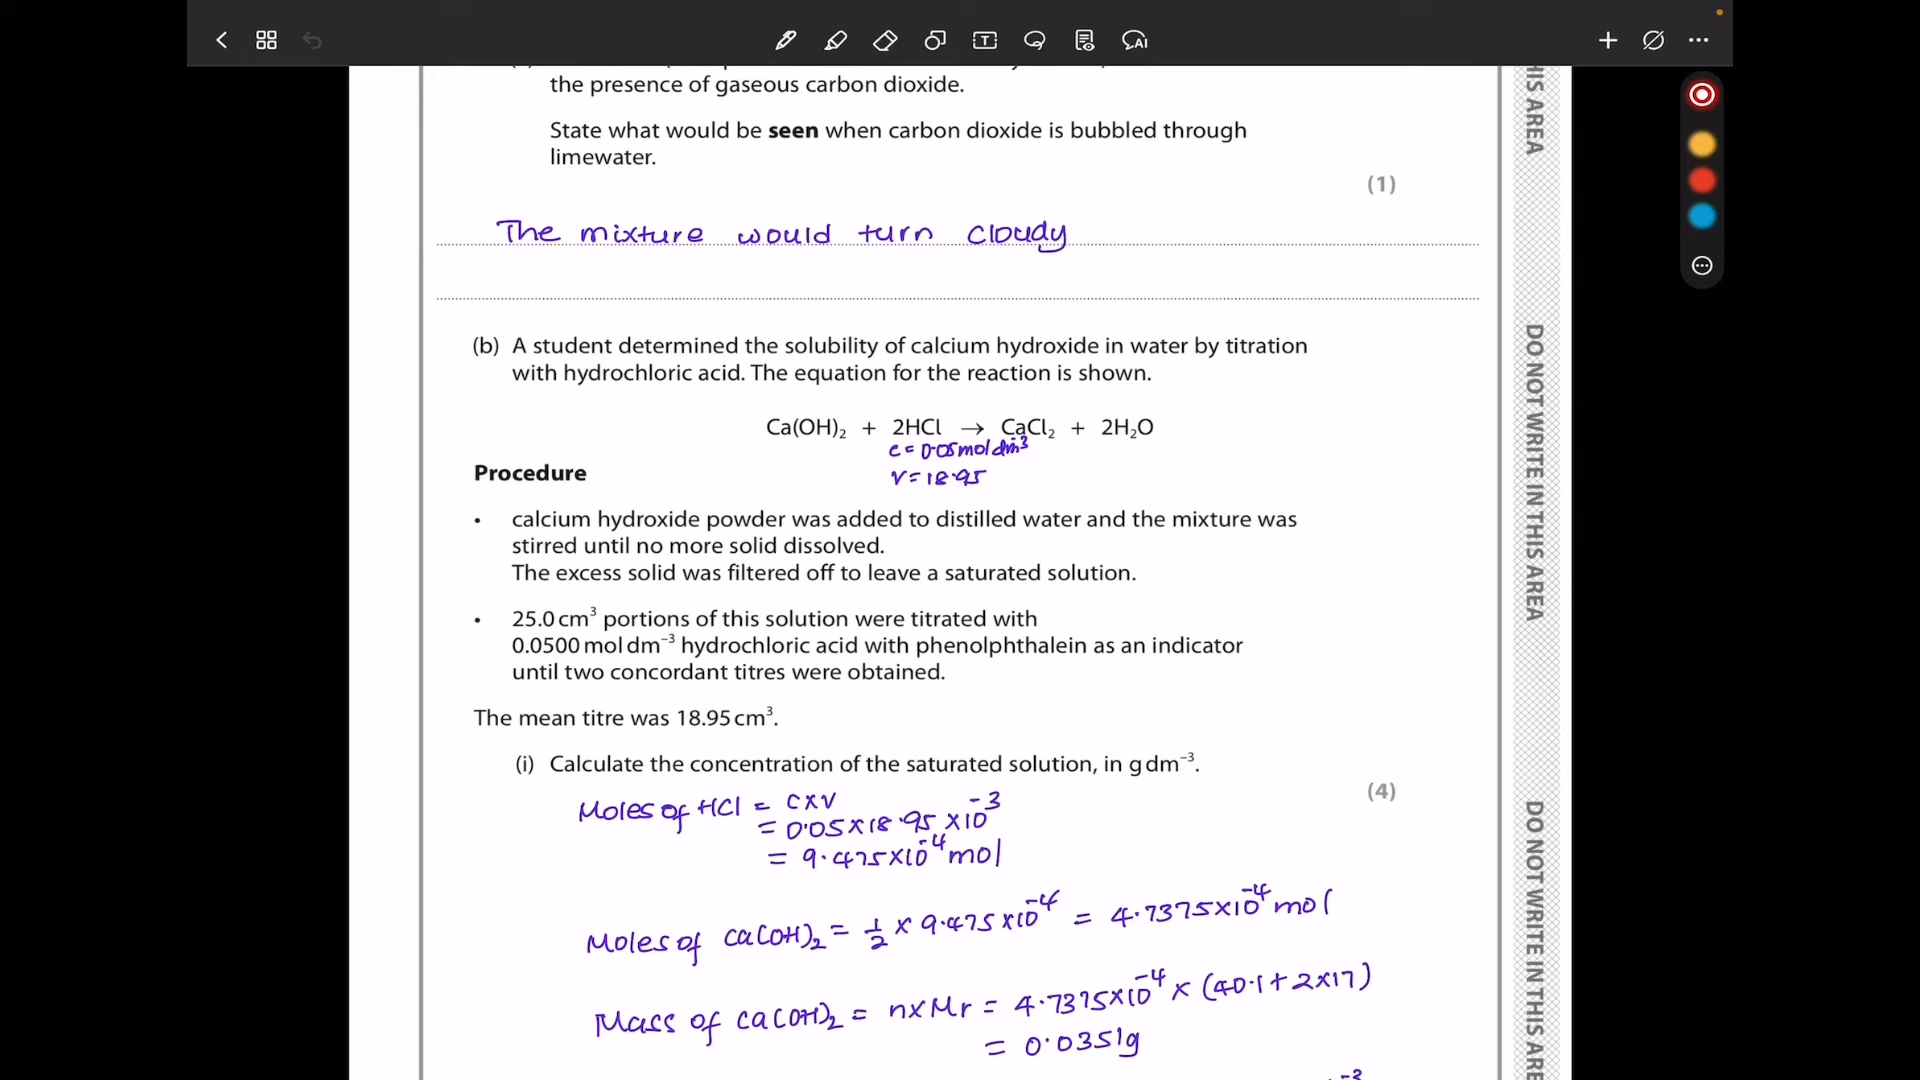 the presence of gaseous carbon dioxide.
State what would be seen when carbon dioxide is bubbled through
limewater.
(1)
The mixture would turn cloudy
(b) A student determined the solubility of calcium hydroxide in water by titration
with hydrochloric acid. The equation for the reaction is shown.
Ca(OH)₂ + 2HCl → CaCl₂ + 2H₂O
c = 0.05 mol dm⁻³
v = 18.95
Procedure
• calcium hydroxide powder was added to distilled water and the mixture was
stirred until no more solid dissolved.
The excess solid was filtered off to leave a saturated solution.
• 25.0 cm³ portions of this solution were titrated with
0.0500 mol dm⁻³ hydrochloric acid with phenolphthalein as an indicator
until two concordant titres were obtained.
The mean titre was 18.95 cm³.
(i) Calculate the concentration of the saturated solution, in g dm⁻³.
(4)
Moles of HCl = c x v
= 0.05 x 18.95 x 10⁻³
= 9.475 x 10⁻⁴ mol
Moles of Ca(OH)₂ = 1/2 x 9.475 x 10⁻⁴ = 4.7375 x 10⁻⁴ mol
Mass of Ca(OH)₂ = n x Mr = 4.7375 x 10⁻⁴ x (40.1 + 2 x 17)
= 0.0351g
-3
HIS AREA
DO NOT WRITE IN THIS AREA
DO NOT WRITE IN THIS ARE
T
AI